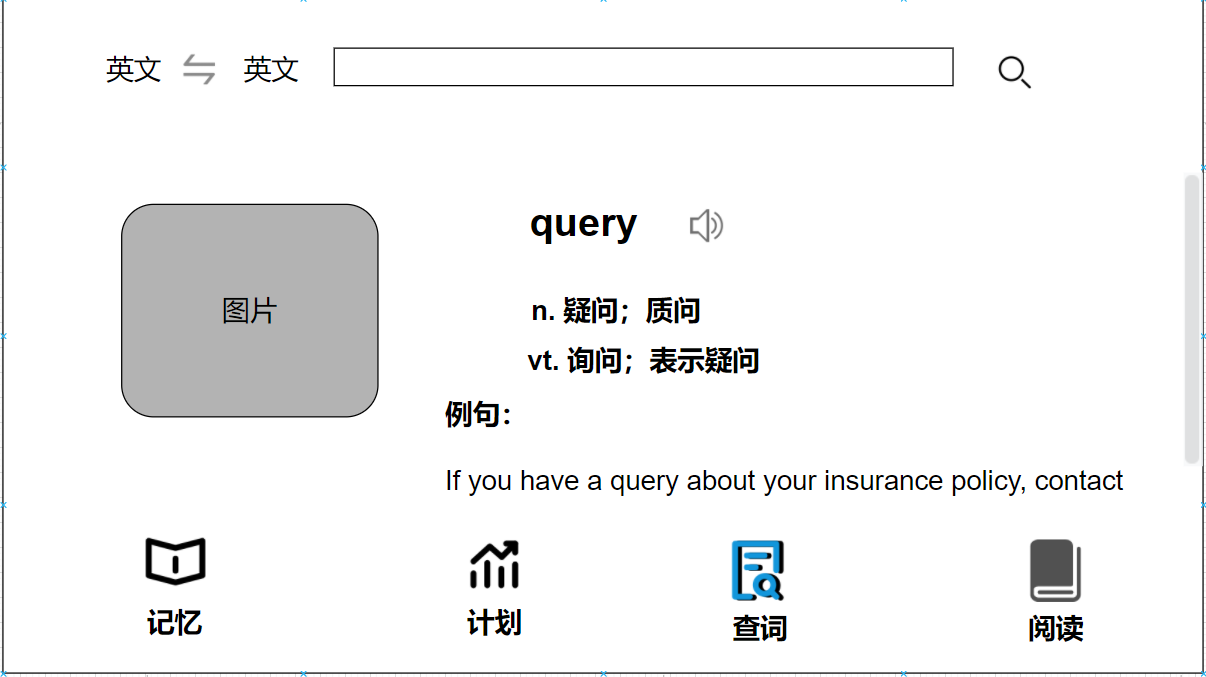 英文 英文
query
图片
n. 疑问；质问
vt. 询问；表示疑问
例句：
If you have a query about your insurance policy, contact
记忆 计划 查词 阅读